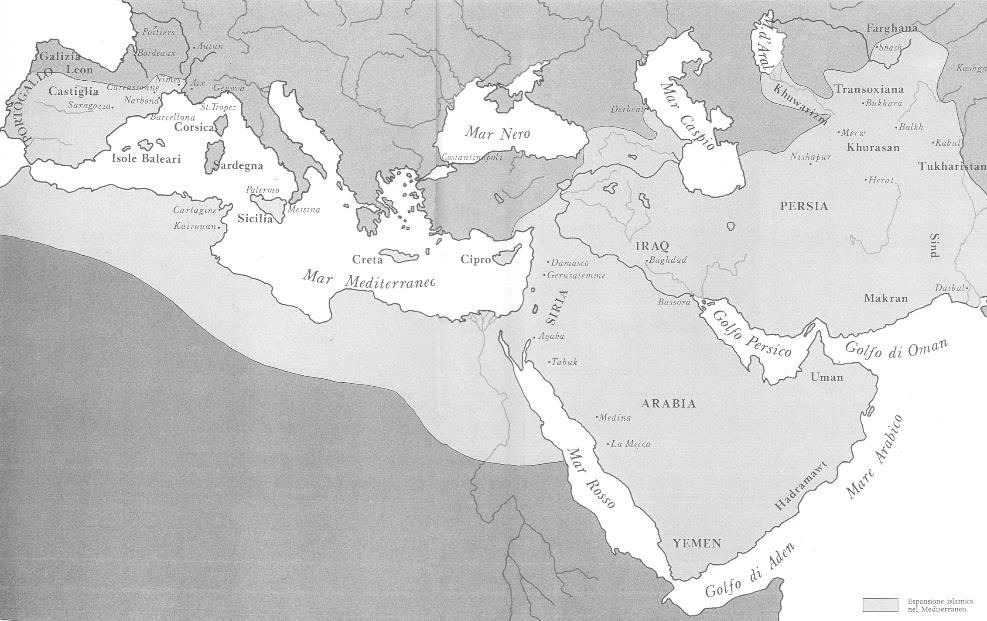 Poitiers
Bordeaux
Autun
Galizia
Leon
Castiglia
PORTOGALLO
Saragozza
Carcassonne
Nimes
Aix
Genova
Narbona
St.Tropez
Barcellona
Corsica
Isole Baleari
Sardegna
Palermo
Messina
Sicilia
Cartagine
Kairouan
Creta
Cipro
Mar Mediterraneo
Mar Nero
Costantinopoli
Derbent
Mar Caspio
M. d'Aral
Farghana
Shash
Kashga
Khuwarizm
Transoxiana
Bukhara
Merw
Balkh
Khurasan
Kabul
Nishapur
Tukharistan
Herat
PERSIA
Sind
IRAQ
Baghdad
Damasco
Gerusalemme
SIRIA
Bassora
Makran
Daibal
Aqaba
Tabuk
Golfo Persico
Golfo di Oman
Uman
ARABIA
Medina
La Mecca
Mar Rosso
Hadramawt
Mare Arabico
YEMEN
Golfo di Aden
Espansione islamica
nel Mediterraneo.